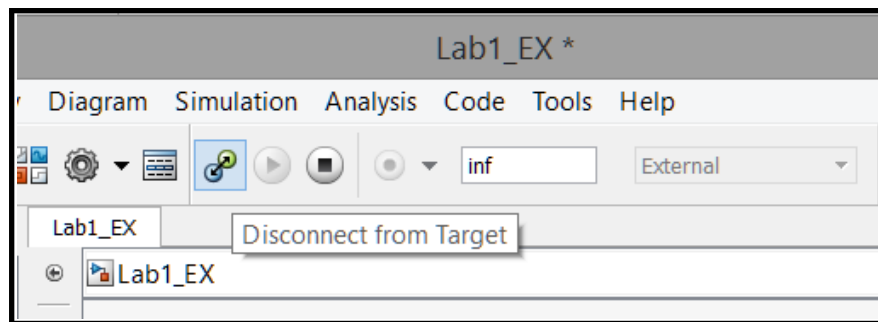 Lab1_EX *
Diagram Simulation Analysis Code Tools Help
inf External
Lab1_EX
Disconnect from Target
Lab1_EX